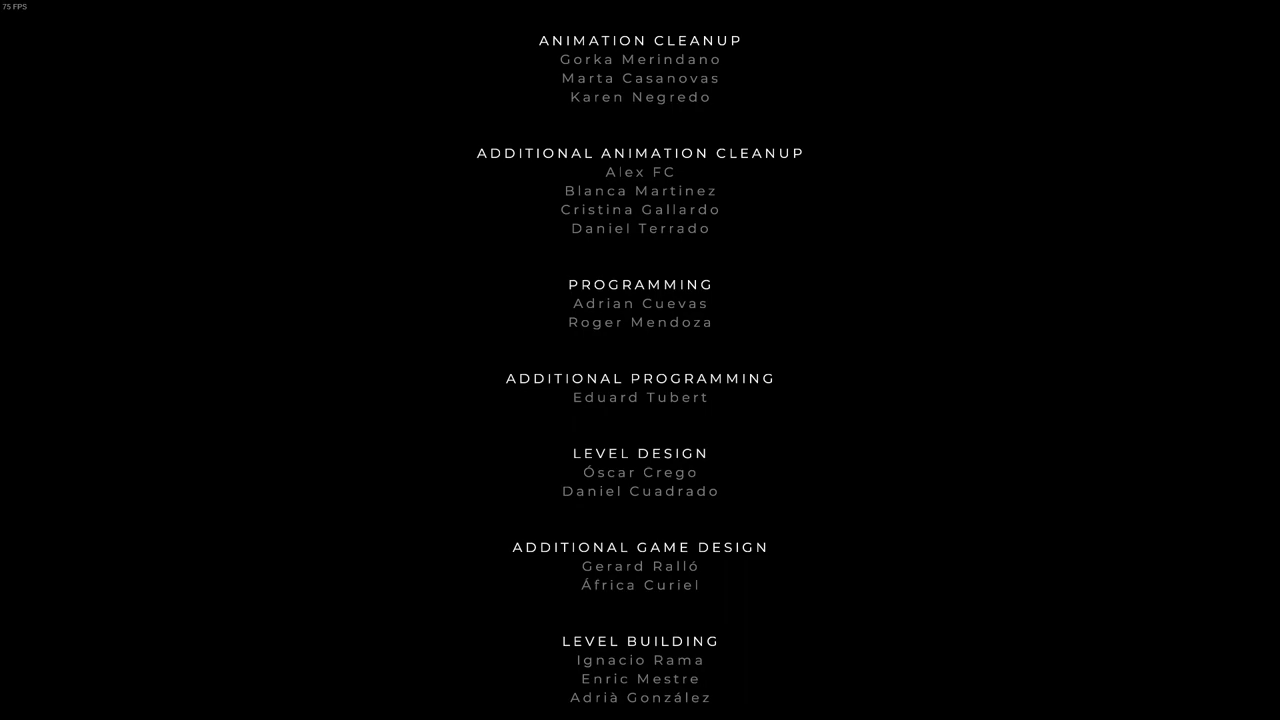 75 FPS
ANIMATION CLEANUP
Gorka Merindano
Marta Casanovas
Karen Negredo
ADDITIONAL ANIMATION CLEANUP
Alex FC
Blanca Martinez
Cristina Gallardo
Daniel Terrado
PROGRAMMING
Adrian Cuevas
Roger Mendoza
ADDITIONAL PROGRAMMING
Eduard Tubert
LEVEL DESIGN
Óscar Crego
Daniel Cuadrado
ADDITIONAL GAME DESIGN
Gerard Ralló
África Curiel
LEVEL BUILDING
Ignacio Rama
Enric Mestre
Adrià González